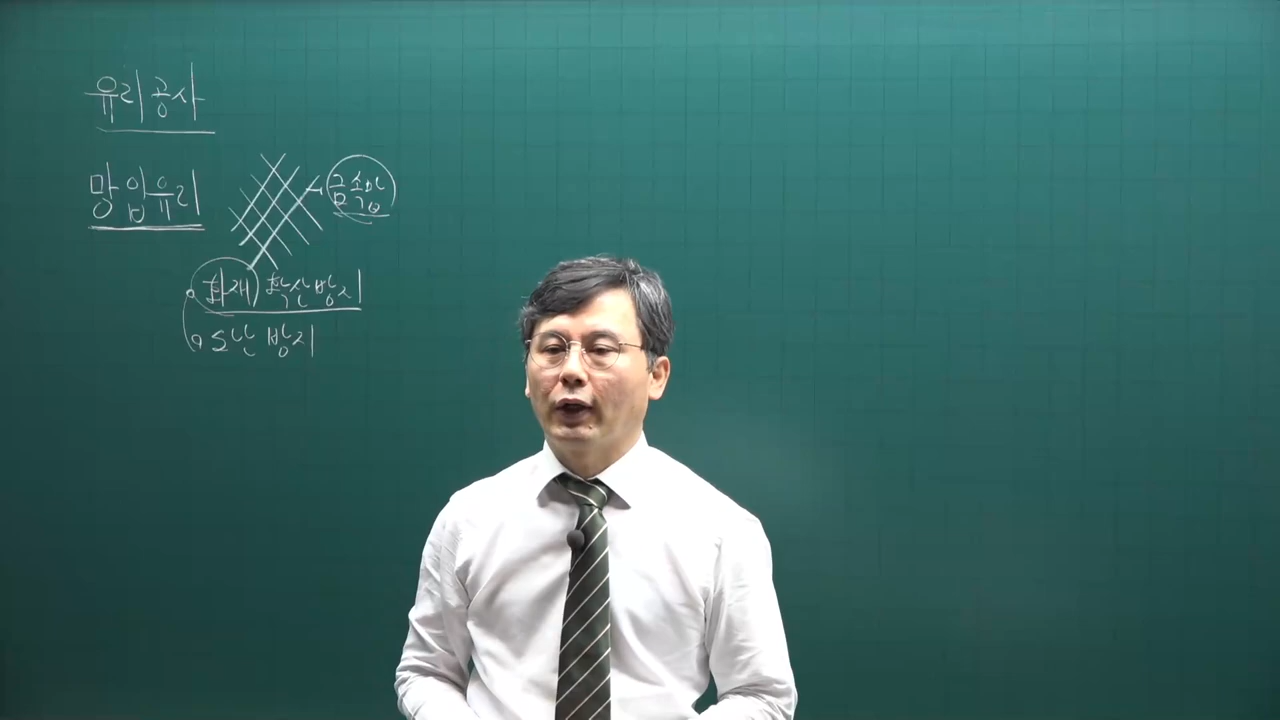 유리공사
망입유리
금속망
화재 확산방지
도난방지